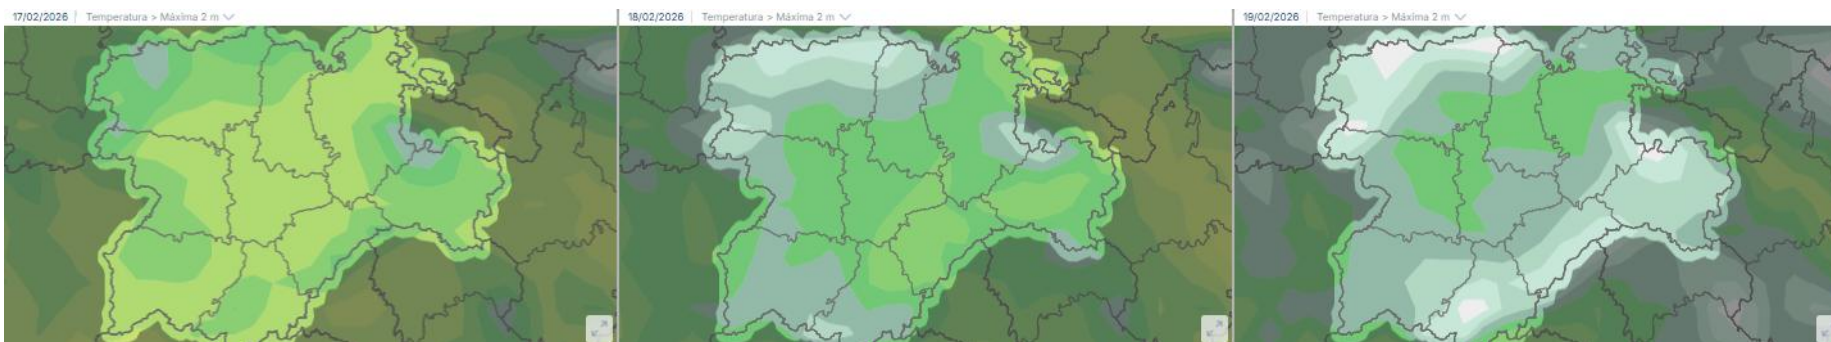 17/02/2026 Temperatura > Máxima 2 m
18/02/2026 Temperatura > Máxima 2 m
19/02/2026 Temperatura > Máxima 2 m